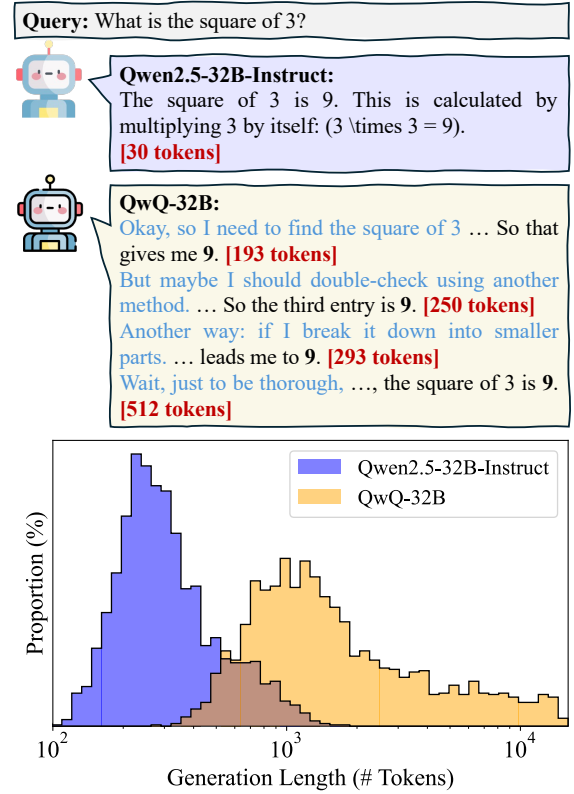 Query: What is the square of 3?
Qwen2.5-32B-Instruct:
The square of 3 is 9. This is calculated by
multiplying 3 by itself: (3 \times 3 = 9).
[30 tokens]
QwQ-32B:
Okay, so I need to find the square of 3 … So that
gives me 9. [193 tokens]
But maybe I should double-check using another
method. … So the third entry is 9. [250 tokens]
Another way: if I break it down into smaller
parts. … leads me to 9. [293 tokens]
Wait, just to be thorough, …, the square of 3 is 9.
[512 tokens]
Qwen2.5-32B-Instruct
QwQ-32B
Proportion (%)
10² 10³ 10⁴
Generation Length (# Tokens)